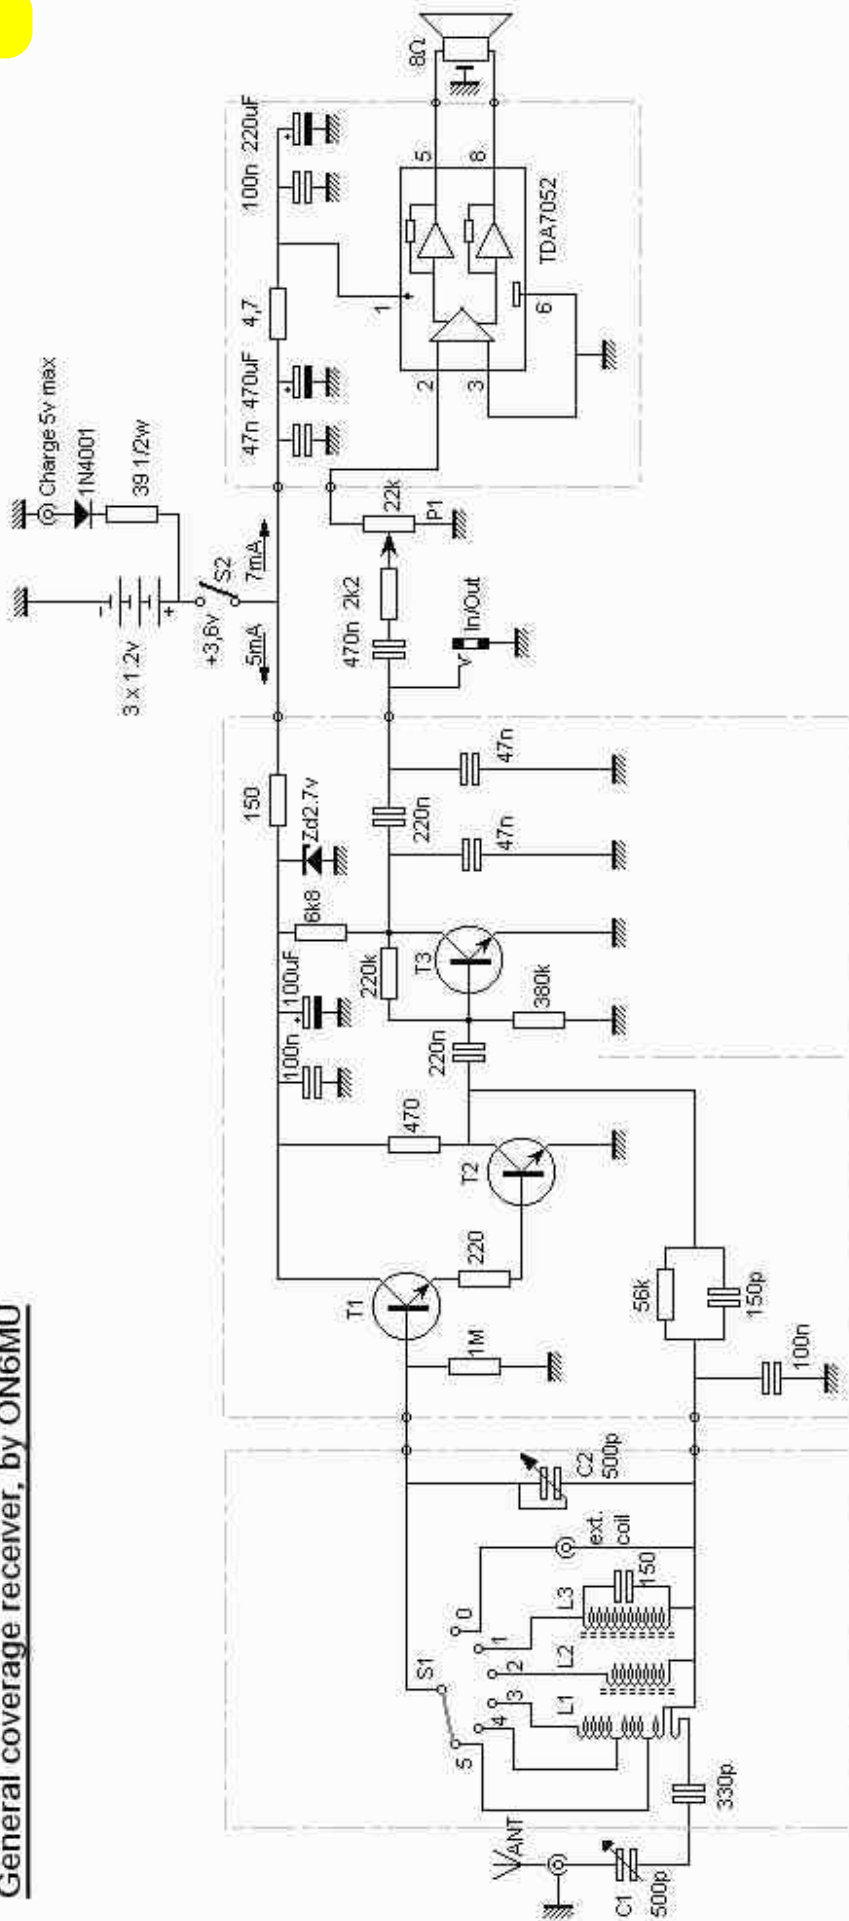 General coverage receiver, by ON6MU
ANT
C1
500p
330p
S1
5
4
3
2
1
0
L1
L2
L3
150
ext.
coil
C2
500p
T1
1M
220
T2
470
56k
150p
100n
100n
100uF
6k8
Zd2.7v
150
220n
220k
T3
380k
220n
47n
47n
3 x 1.2v
-
+
+3,6v
S2
5mA
7mA
Charge 5v max
1N4001
39 1/2w
470n
2k2
22k
P1
In/Out
47n
470uF
4,7
100n
220uF
1
2
3
5
8
6
TDA7052
8Ω